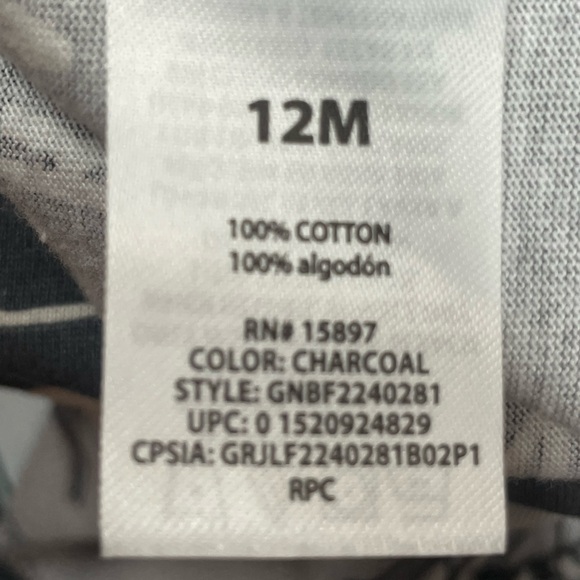 12M
100% COTTON
100% algodón
RN# 15897
COLOR: CHARCOAL
STYLE: GNBF2240281
UPC: 0 1520924829
CPSIA: GRJLF2240281B02P1
RPC